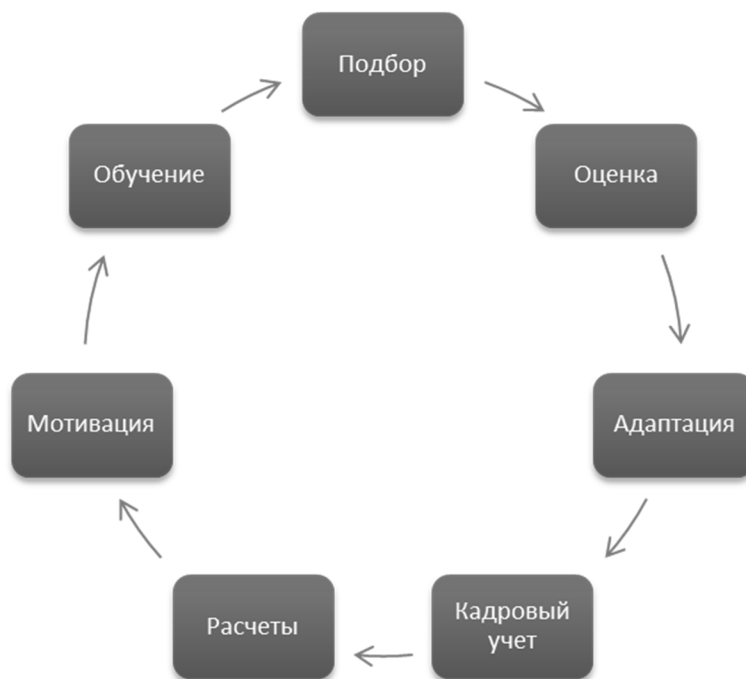 Подбор
Оценка
Адаптация
Кадровый
учет
Расчеты
Мотивация
Обучение